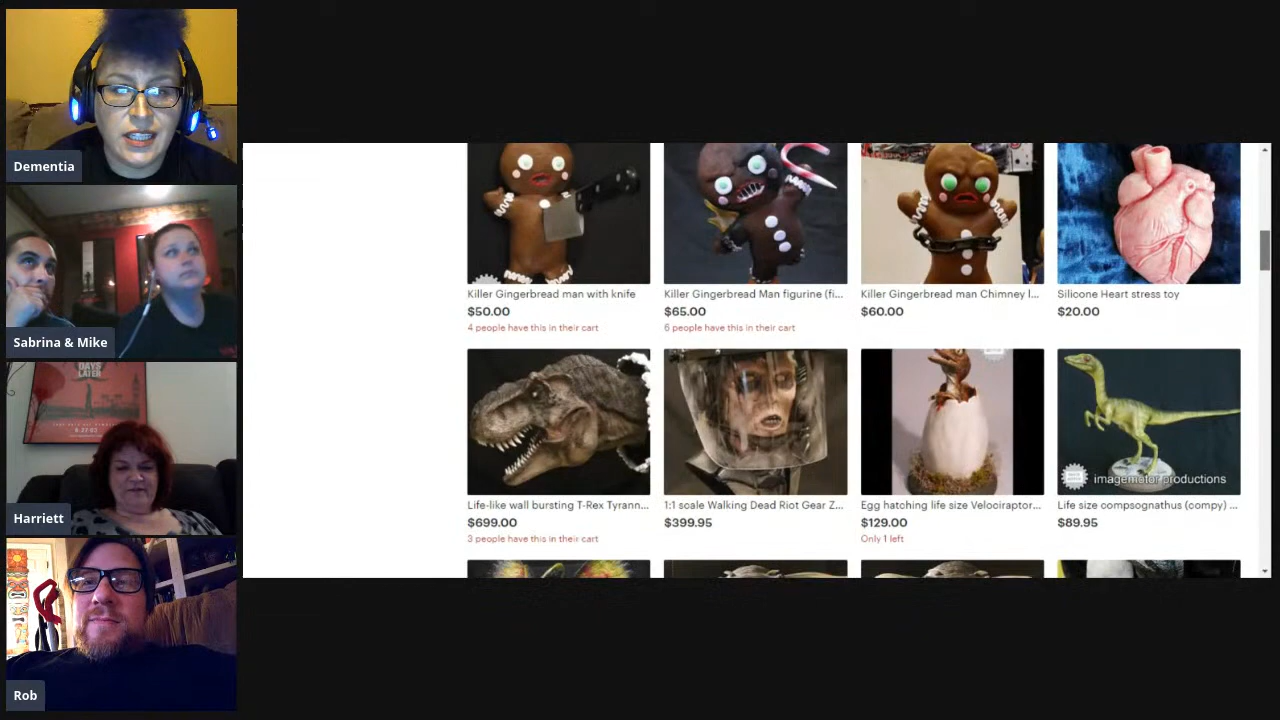 Dementia
Sabrina & Mike
DAYS
LATER
Harriett
Rob
Killer Gingerbread man with knife
$50.00
4 people have this in their cart
Killer Gingerbread Man figurine (fi...
$65.00
6 people have this in their cart
Killer Gingerbread man Chimney l...
$60.00
Silicone Heart stress toy
$20.00
Life-like wall bursting T-Rex Tyrann...
$699.00
3 people have this in their cart
1:1 scale Walking Dead Riot Gear Z...
$399.95
Egg hatching life size Velociraptor...
$129.00
Only 1 left
imagemotor productions
Life size compsognathus (compy) ...
$89.95